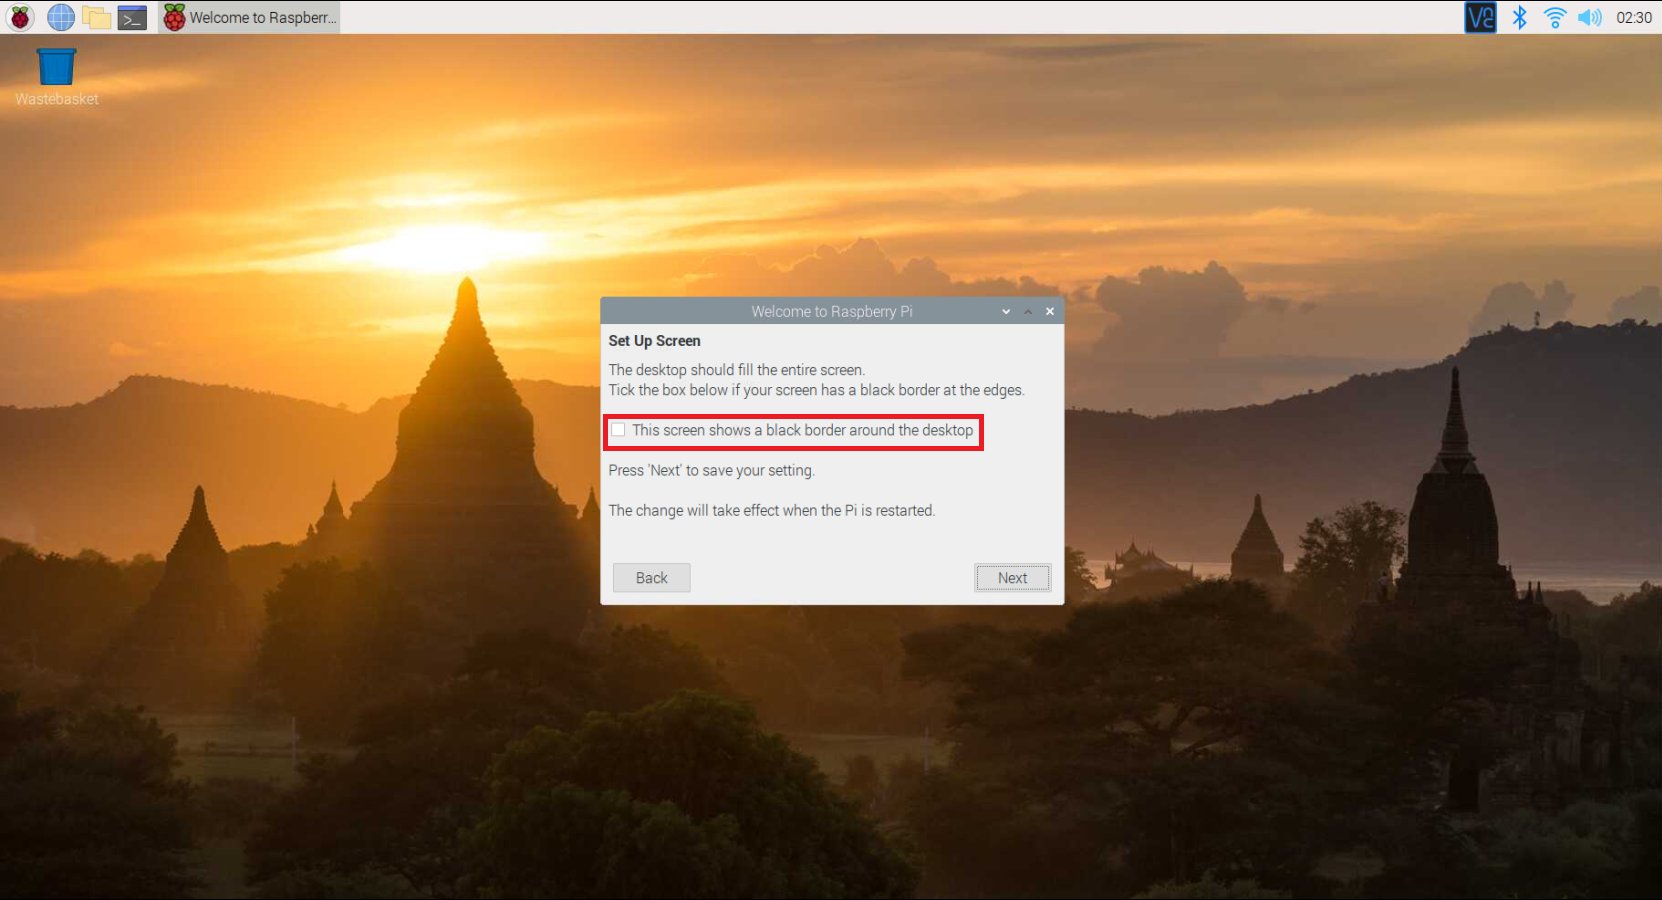 Welcome to Raspberr...
VNC
02:30
Wastebasket
Welcome to Raspberry Pi
Set Up Screen
The desktop should fill the entire screen.
Tick the box below if your screen has a black border at the edges.
This screen shows a black border around the desktop
Press 'Next' to save your setting.
The change will take effect when the Pi is restarted.
Back
Next